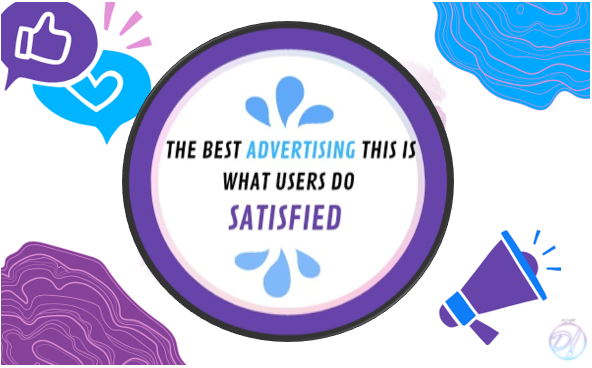 THE BEST ADVERTISING THIS IS
WHAT USERS DO
SATISFIED